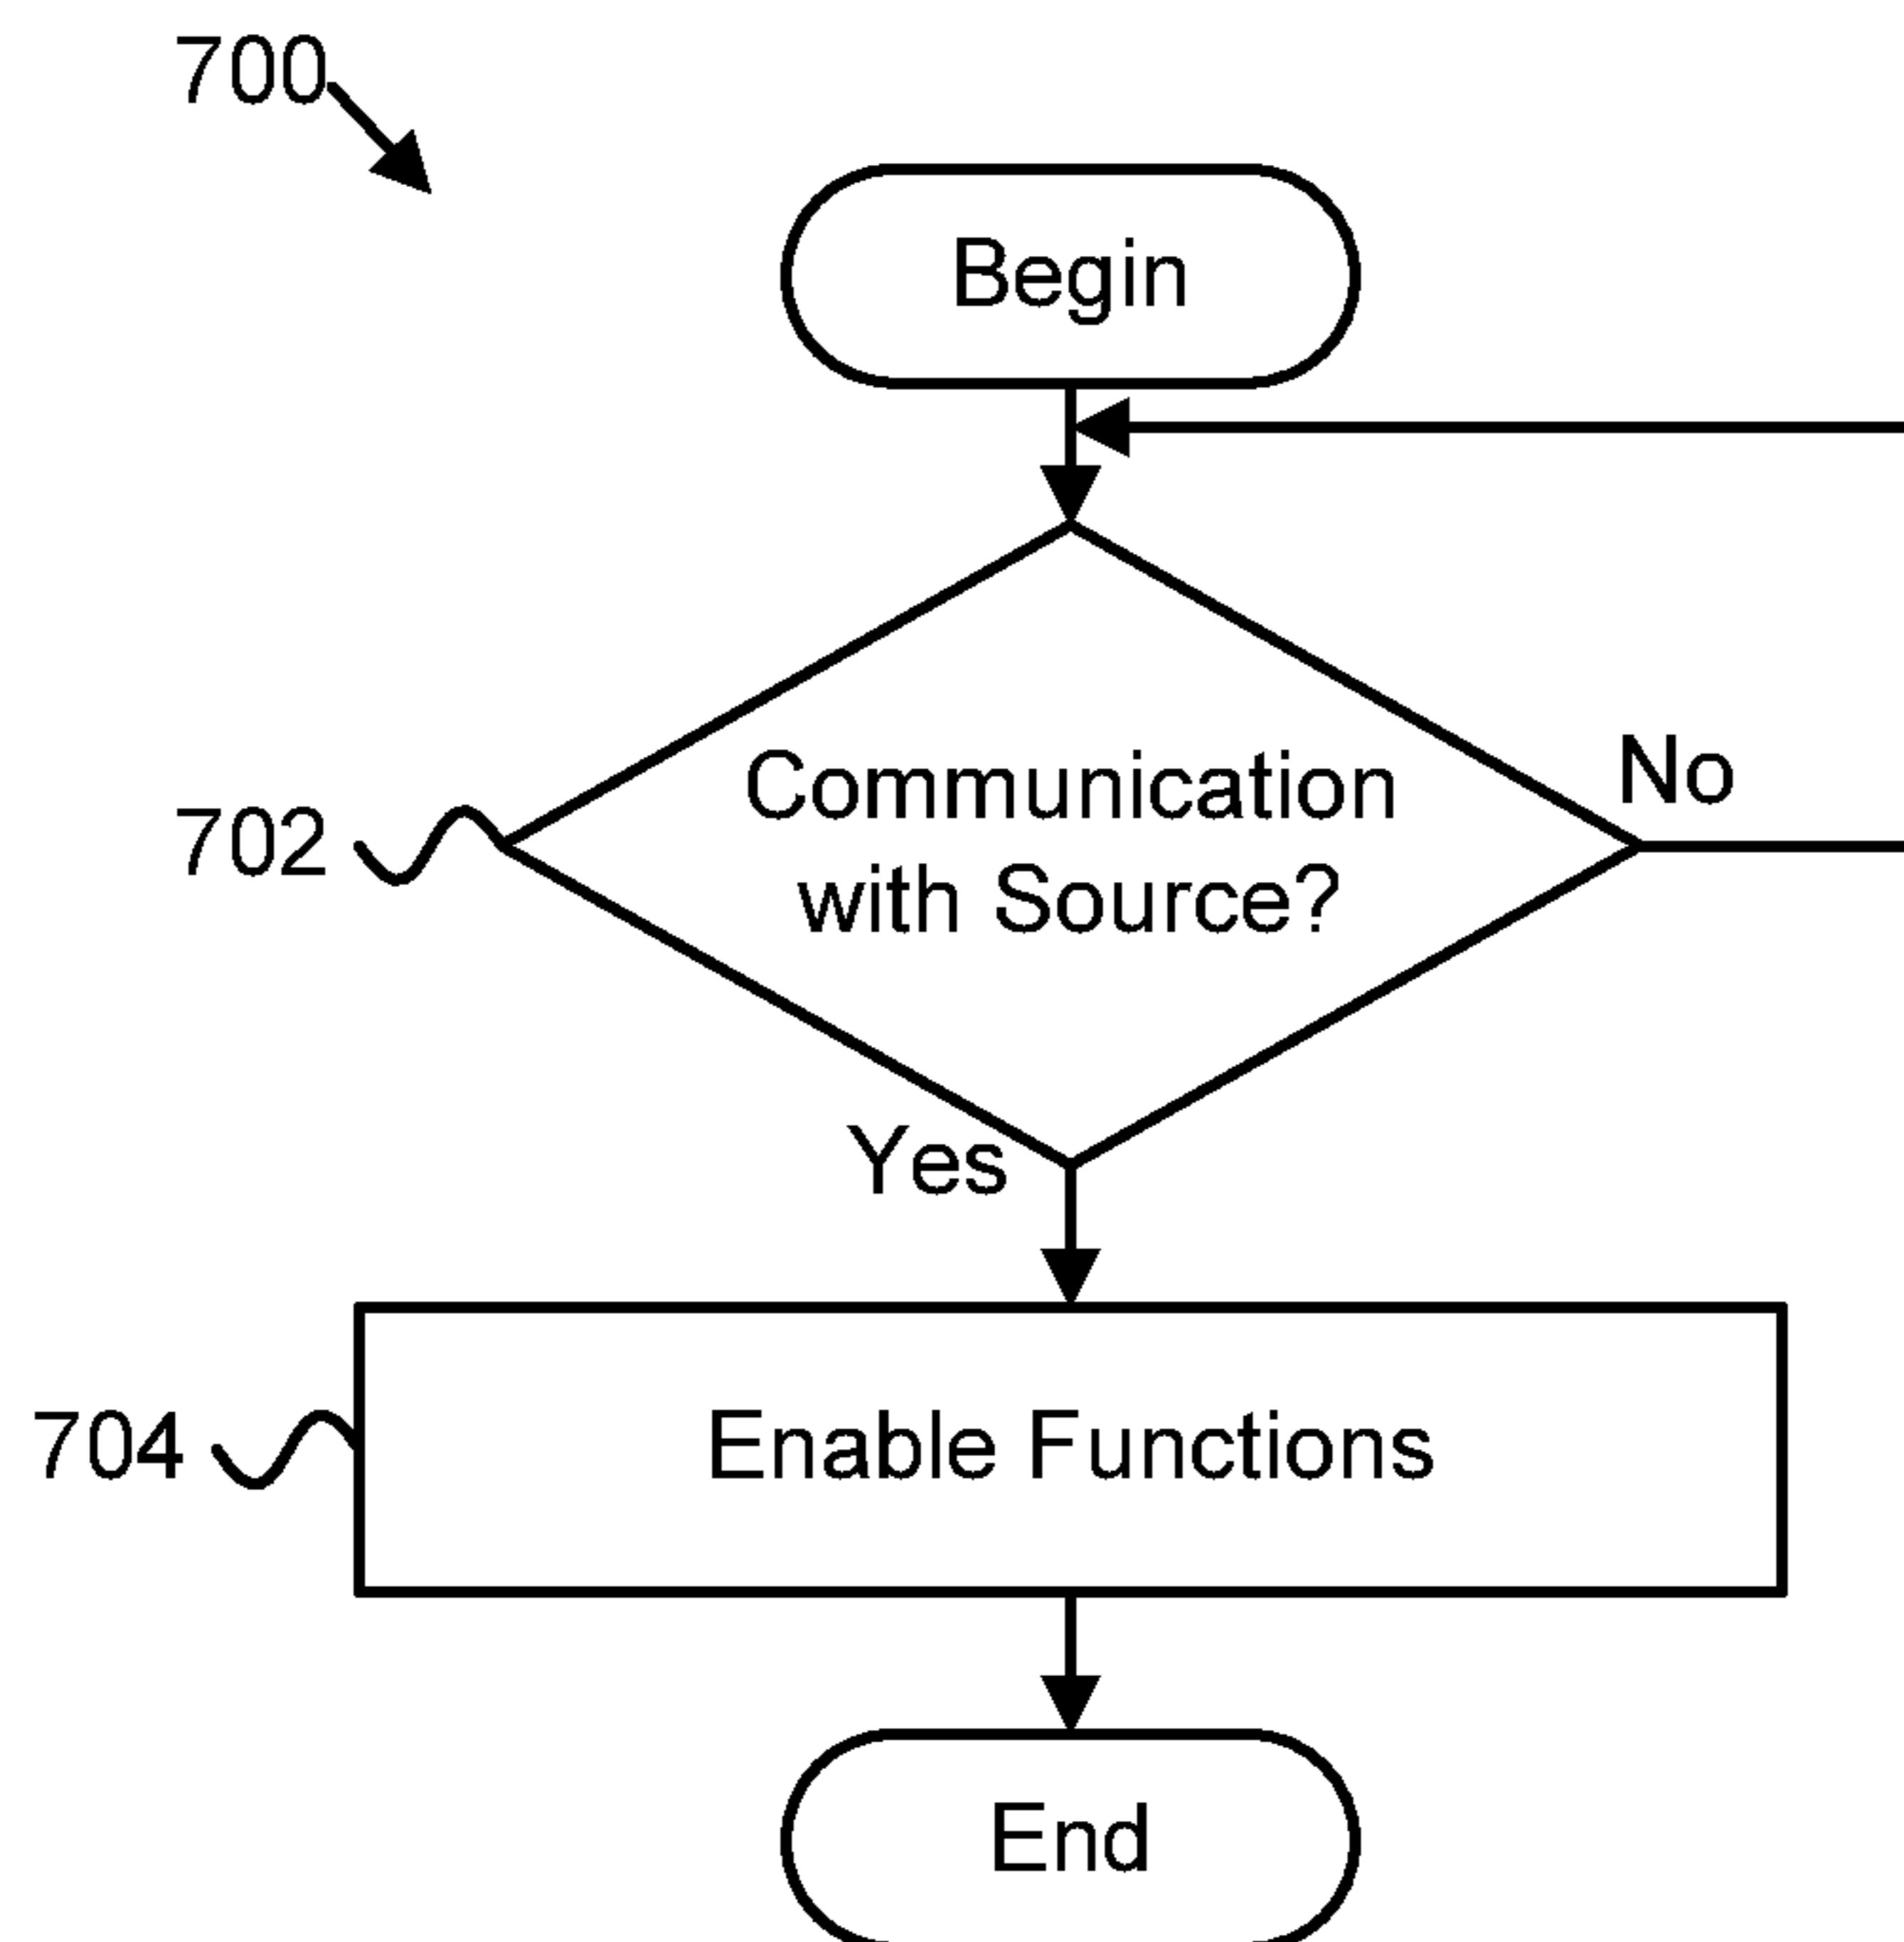 700
Begin
Communication
with Source?
No
702
Yes
Enable Functions
704
End